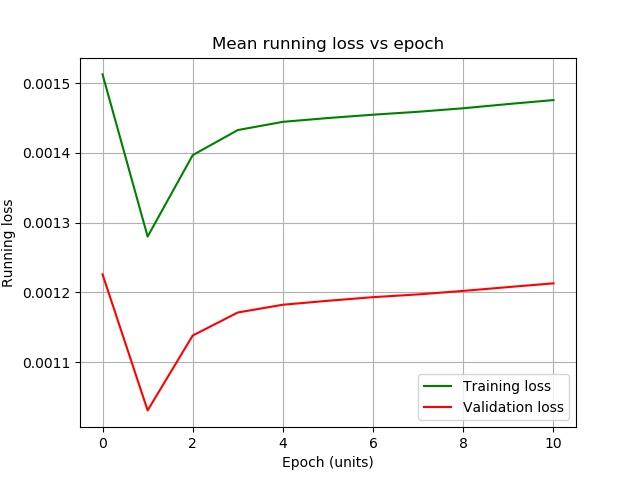 Mean running loss vs epoch
0.0015
0.0014
0.0013
0.0012
0.0011
Running loss
0 2 4 6 8 10
Epoch (units)
Training loss
Validation loss